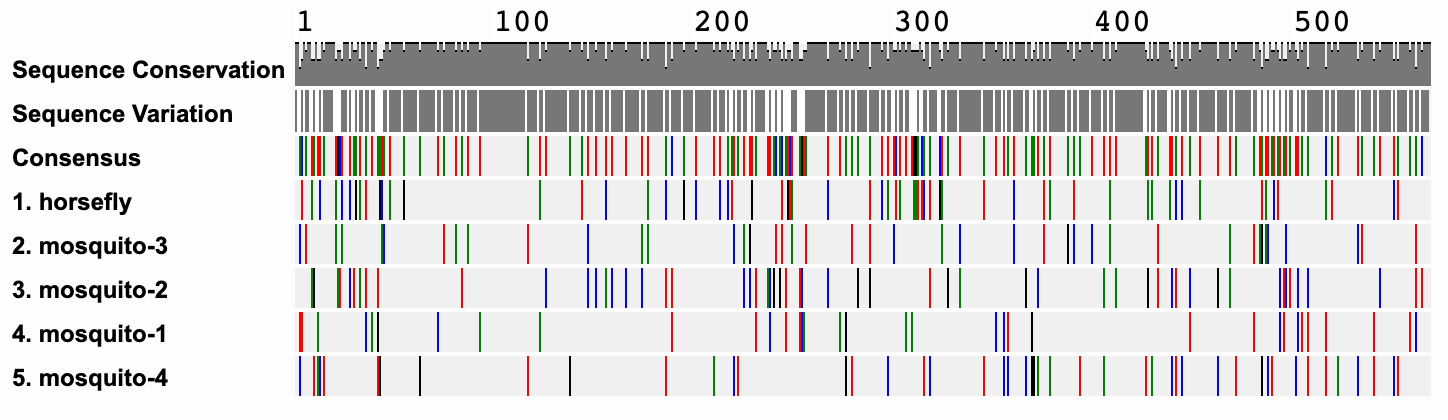 1 100 200 300 400 500
Sequence Conservation
Sequence Variation
Consensus
1. horsefly
2. mosquito-3
3. mosquito-2
4. mosquito-1
5. mosquito-4